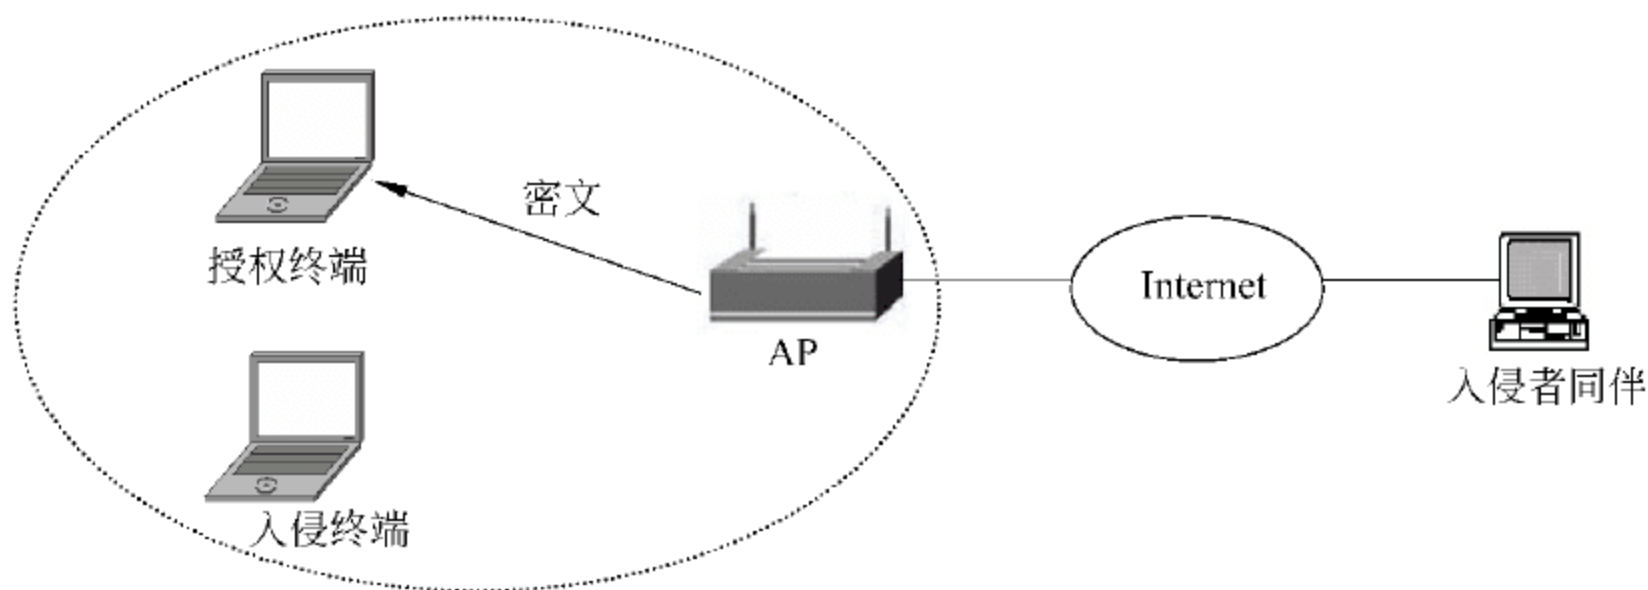 密文
授权终端
Internet
AP
入侵者同伴
入侵终端